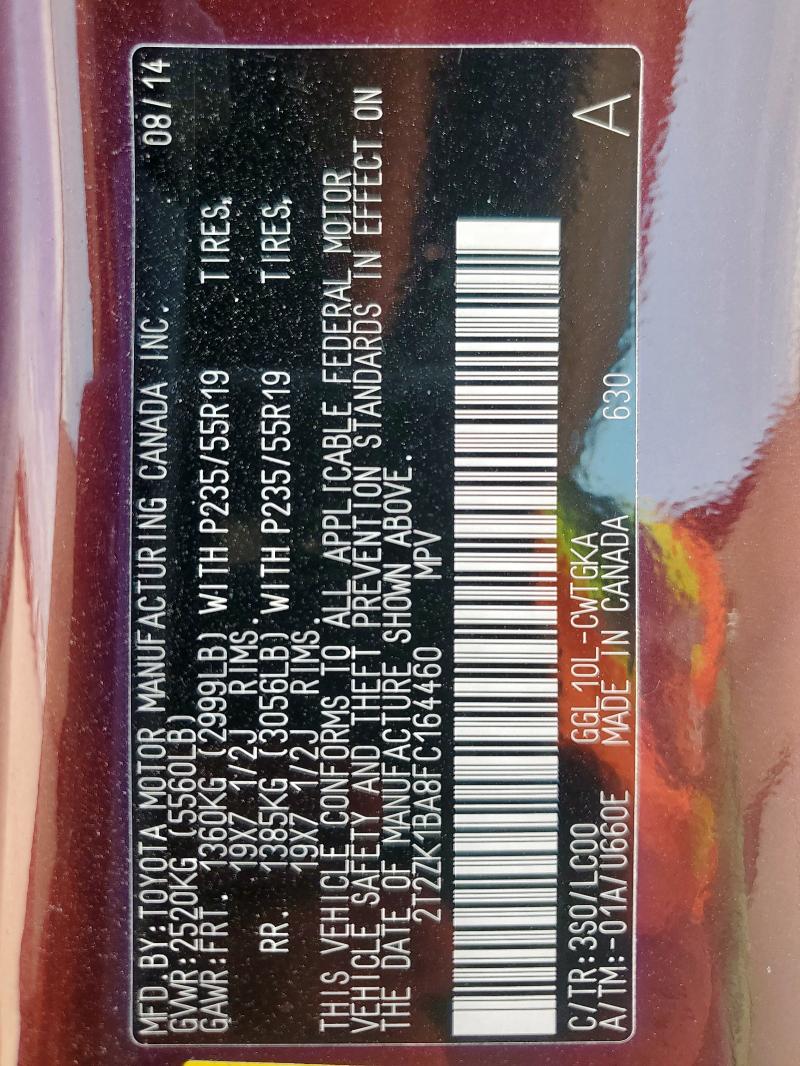 MFD.BY:TOYOTA MOTOR MANUFACTURING CANADA INC. 08/14
GVWR:2520KG (5560LB)
GAWR:FRT. 1360KG (2999LB) WITH P235/55R19 TIRES,
19X7 1/2J RIMS.
RR. 1385KG (3056LB) WITH P235/55R19 TIRES,
19X7 1/2J RIMS.
THIS VEHICLE CONFORMS TO ALL APPLICABLE FEDERAL MOTOR
VEHICLE SAFETY AND THEFT PREVENTION STANDARDS IN EFFECT ON
THE DATE OF MANUFACTURE SHOWN ABOVE.
2T2ZK1BA8FC164460 MPV
C/TR:3S0/LC00 GGL10L-CWTGKA A
A/TM:-01A/U660E MADE IN CANADA 630